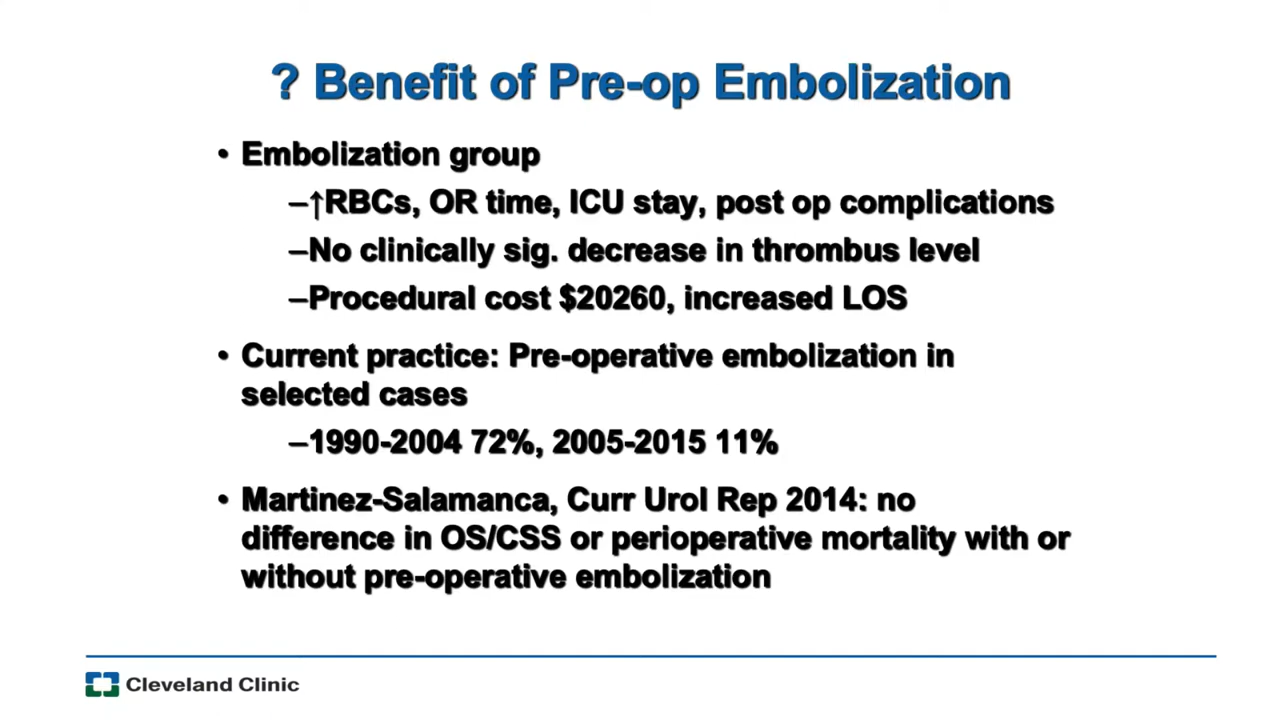 ? Benefit of Pre-op Embolization
• Embolization group
–↑RBCs, OR time, ICU stay, post op complications
–No clinically sig. decrease in thrombus level
–Procedural cost $20260, increased LOS
• Current practice: Pre-operative embolization in
selected cases
–1990-2004 72%, 2005-2015 11%
• Martinez-Salamanca, Curr Urol Rep 2014: no
difference in OS/CSS or perioperative mortality with or
without pre-operative embolization
Cleveland Clinic